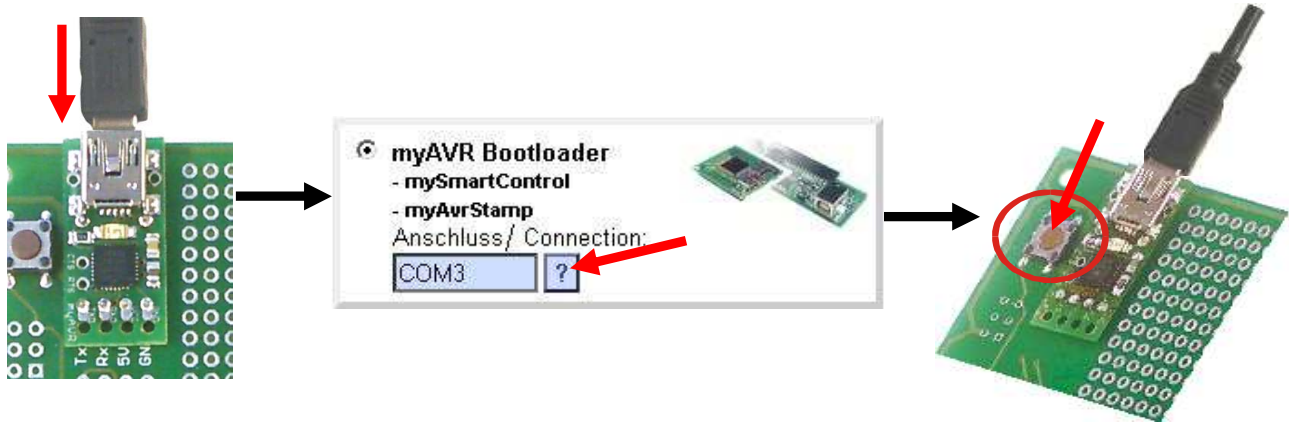 Tx
Rx
5V
GN
myAVR Bootloader
- mySmartControl
- myAvrStamp
Anschluss/ Connection:
COM3
?